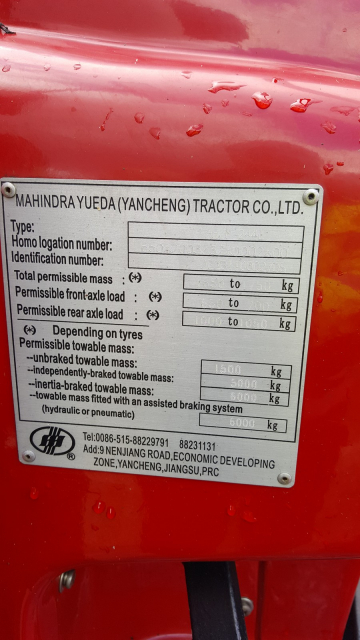 MAHINDRA YUEDA (YANCHENG) TRACTOR CO.,LTD.
Type:
Homo logation number:
Identification number:
Total permissible mass : (*) to kg
Permissible front-axle load : (*) to kg
Permissible rear axle load : (*) to kg
(*) Depending on tyres
Permissible towable mass:
--unbraked towable mass: 1500 kg
--independently-braked towable mass: 5000 kg
--inertia-braked towable mass: 6000 kg
--towable mass fitted with an assisted braking system
(hydraulic or pneumatic) 6000 kg
Tel:0086-515-88229791 88231131
Add:9 NENJIANG ROAD,ECONOMIC DEVELOPING
ZONE,YANCHENG,JIANGSU,PRC